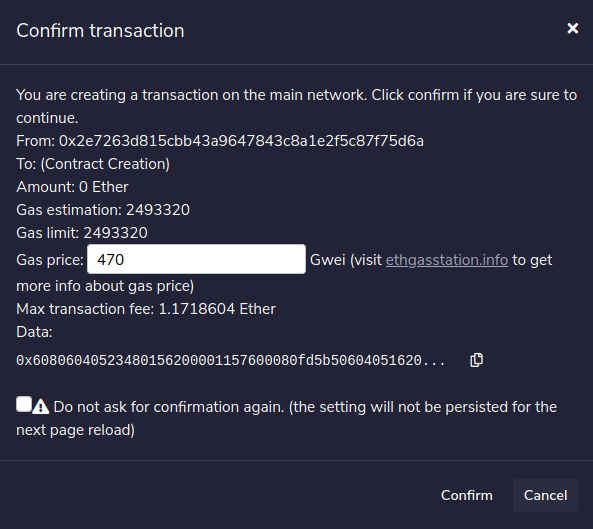 Confirm transaction
You are creating a transaction on the main network. Click confirm if you are sure to
continue.
From: 0x2e7263d815cbb43a9647843c8a1e2f5c87f75d6a
To: (Contract Creation)
Amount: 0 Ether
Gas estimation: 2493320
Gas limit: 2493320
Gas price: 470 Gwei (visit ethgasstation.info to get
more info about gas price)
Max transaction fee: 1.1718604 Ether
Data:
0x60806040523480156200001157600080fd5b50604051620...
Do not ask for confirmation again. (the setting will not be persisted for the
next page reload)
Confirm Cancel